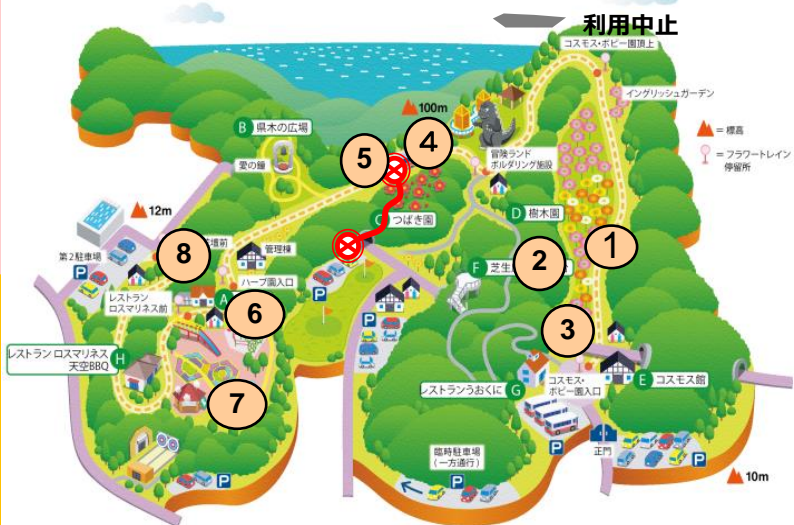 利用中止
コスモス・ポピー園頂上
イングリッシュガーデン
100m
= 標高
= フラワートレイン
停留所
B 県木の広場
愛の鐘
5
4
冒険ランド
ボルダリング施設
C つばき園
D 樹木園
12m
第2駐車場
P
8
壇前
管理棟
ハーブ園入口
P
F 芝生
2
1
レストラン
ロスマリネス前
A
6
P
3
レストラン ロスマリネス
天空BBQ
H
7
レストランうおくに G
コスモス・
ポピー園入口
E コスモス館
臨時駐車場
(一方通行)
P
P
正門
P
P
10m